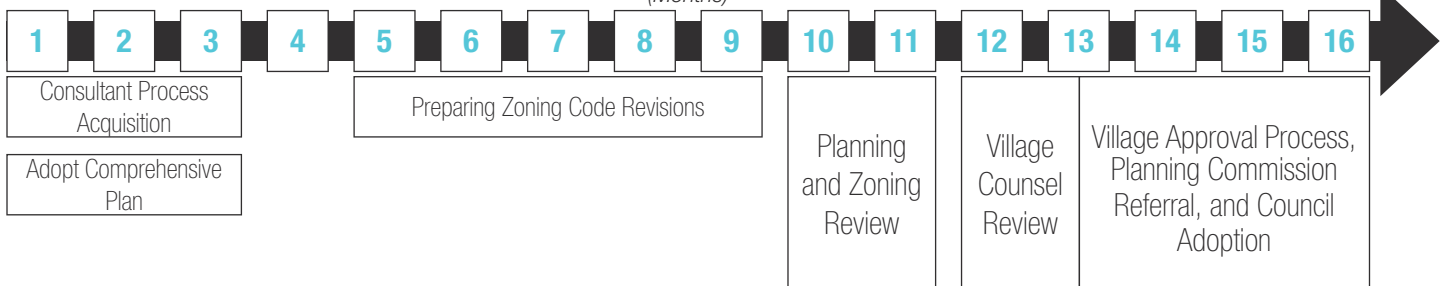 (Months)
1 2 3 4 5 6 7 8 9 10 11 12 13 14 15 16
Consultant Process
Acquisition
Adopt Comprehensive
Plan
Preparing Zoning Code Revisions
Planning
and Zoning
Review
Village
Counsel
Review
Village Approval Process,
Planning Commission
Referral, and Council
Adoption